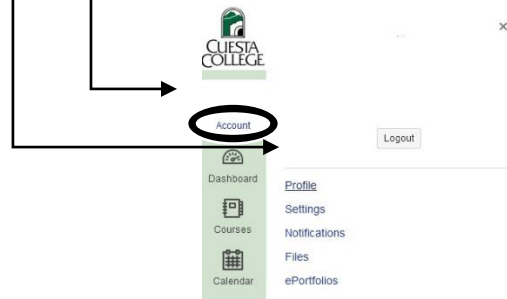 CUESTA
COLLEGE
×
Account
Logout
Dashboard
Profile
Settings
Courses
Notifications
Files
Calendar
ePortfolios